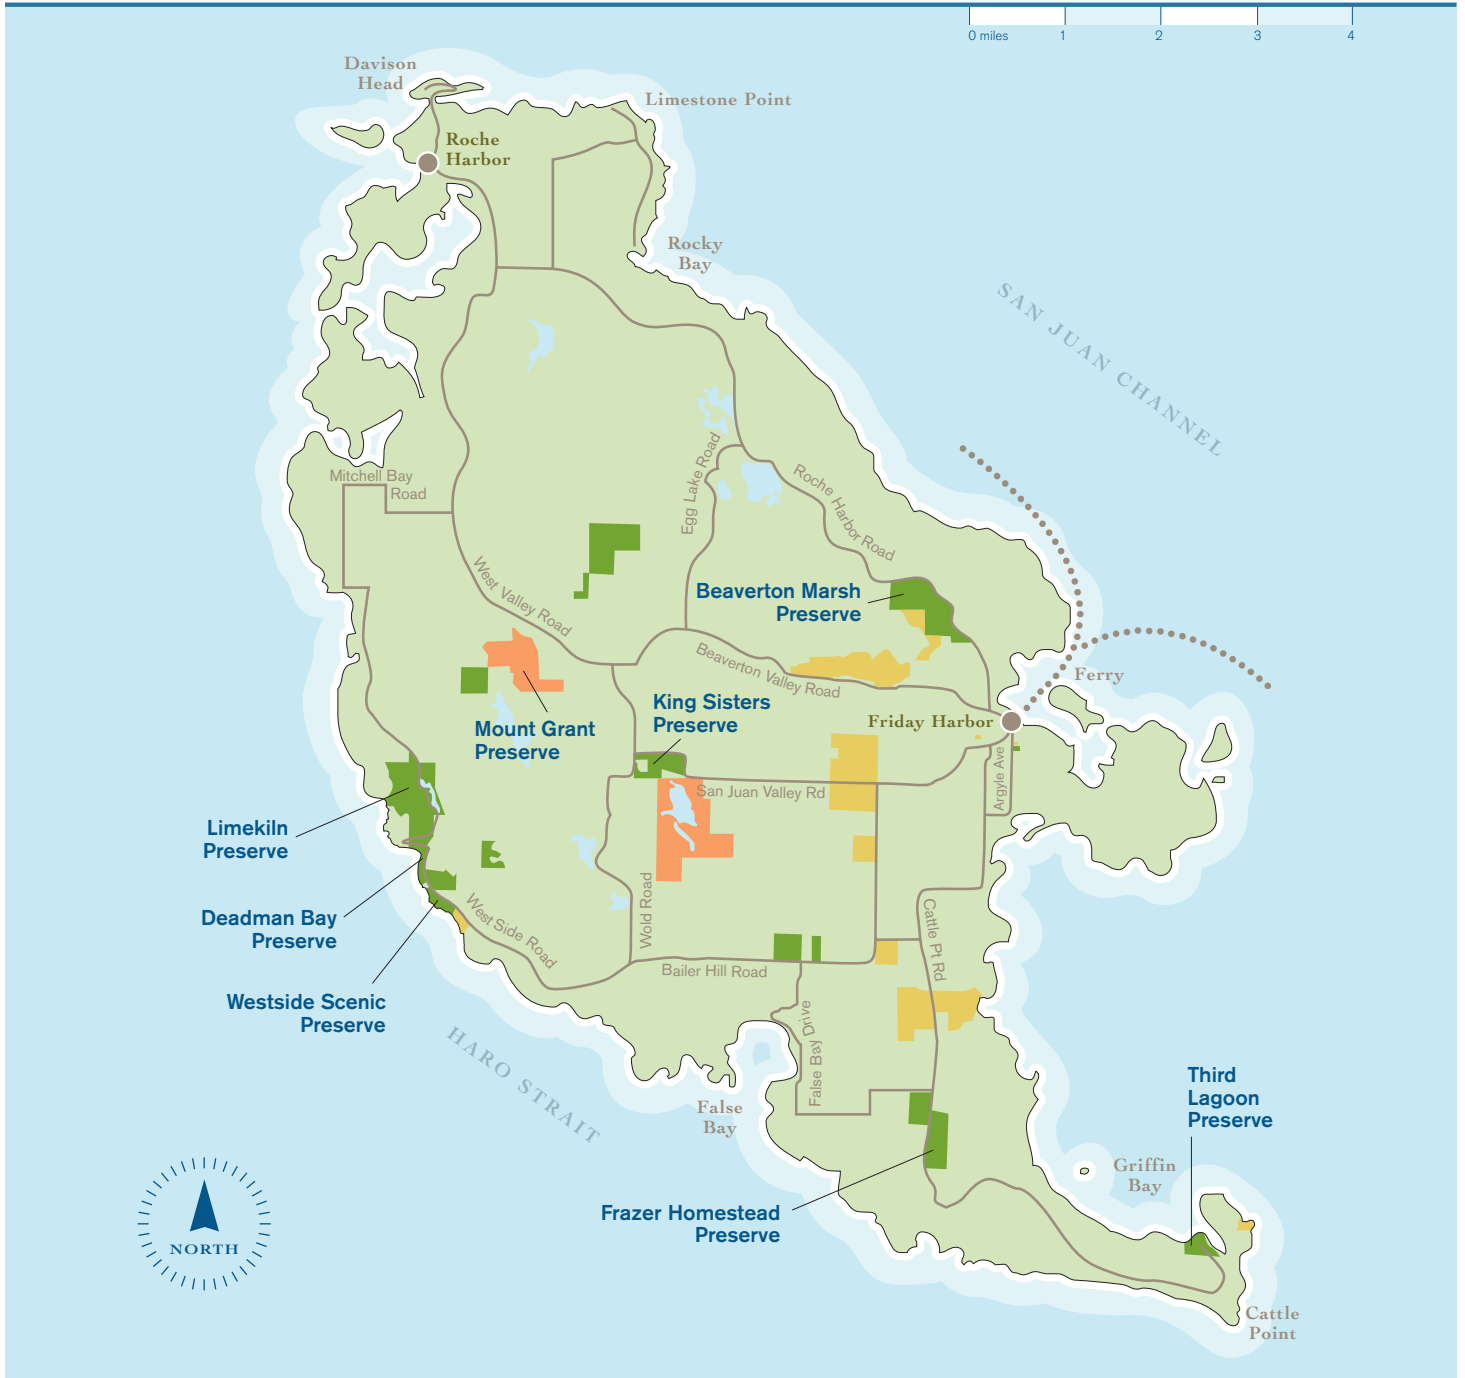 0 miles 1 2 3 4
Davison
Head
Limestone Point
Roche
Harbor
Rocky
Bay
SAN JUAN CHANNEL
Mitchell Bay
Road
Egg Lake Road
Roche Harbor Road
West Valley Road
Beaverton Marsh
Preserve
Beaverton Valley Road
Ferry
King Sisters
Preserve
Friday Harbor
Mount Grant
Preserve
Argyle Ave
San Juan Valley Rd
Limekiln
Preserve
Deadman Bay
Preserve
West Side Road
Wold Road
Cattle Pt Rd
Bailer Hill Road
Westside Scenic
Preserve
HARO STRAIT
False Bay Drive
False
Bay
Third
Lagoon
Preserve
Griffin
Bay
Frazer Homestead
Preserve
NORTH
Cattle
Point